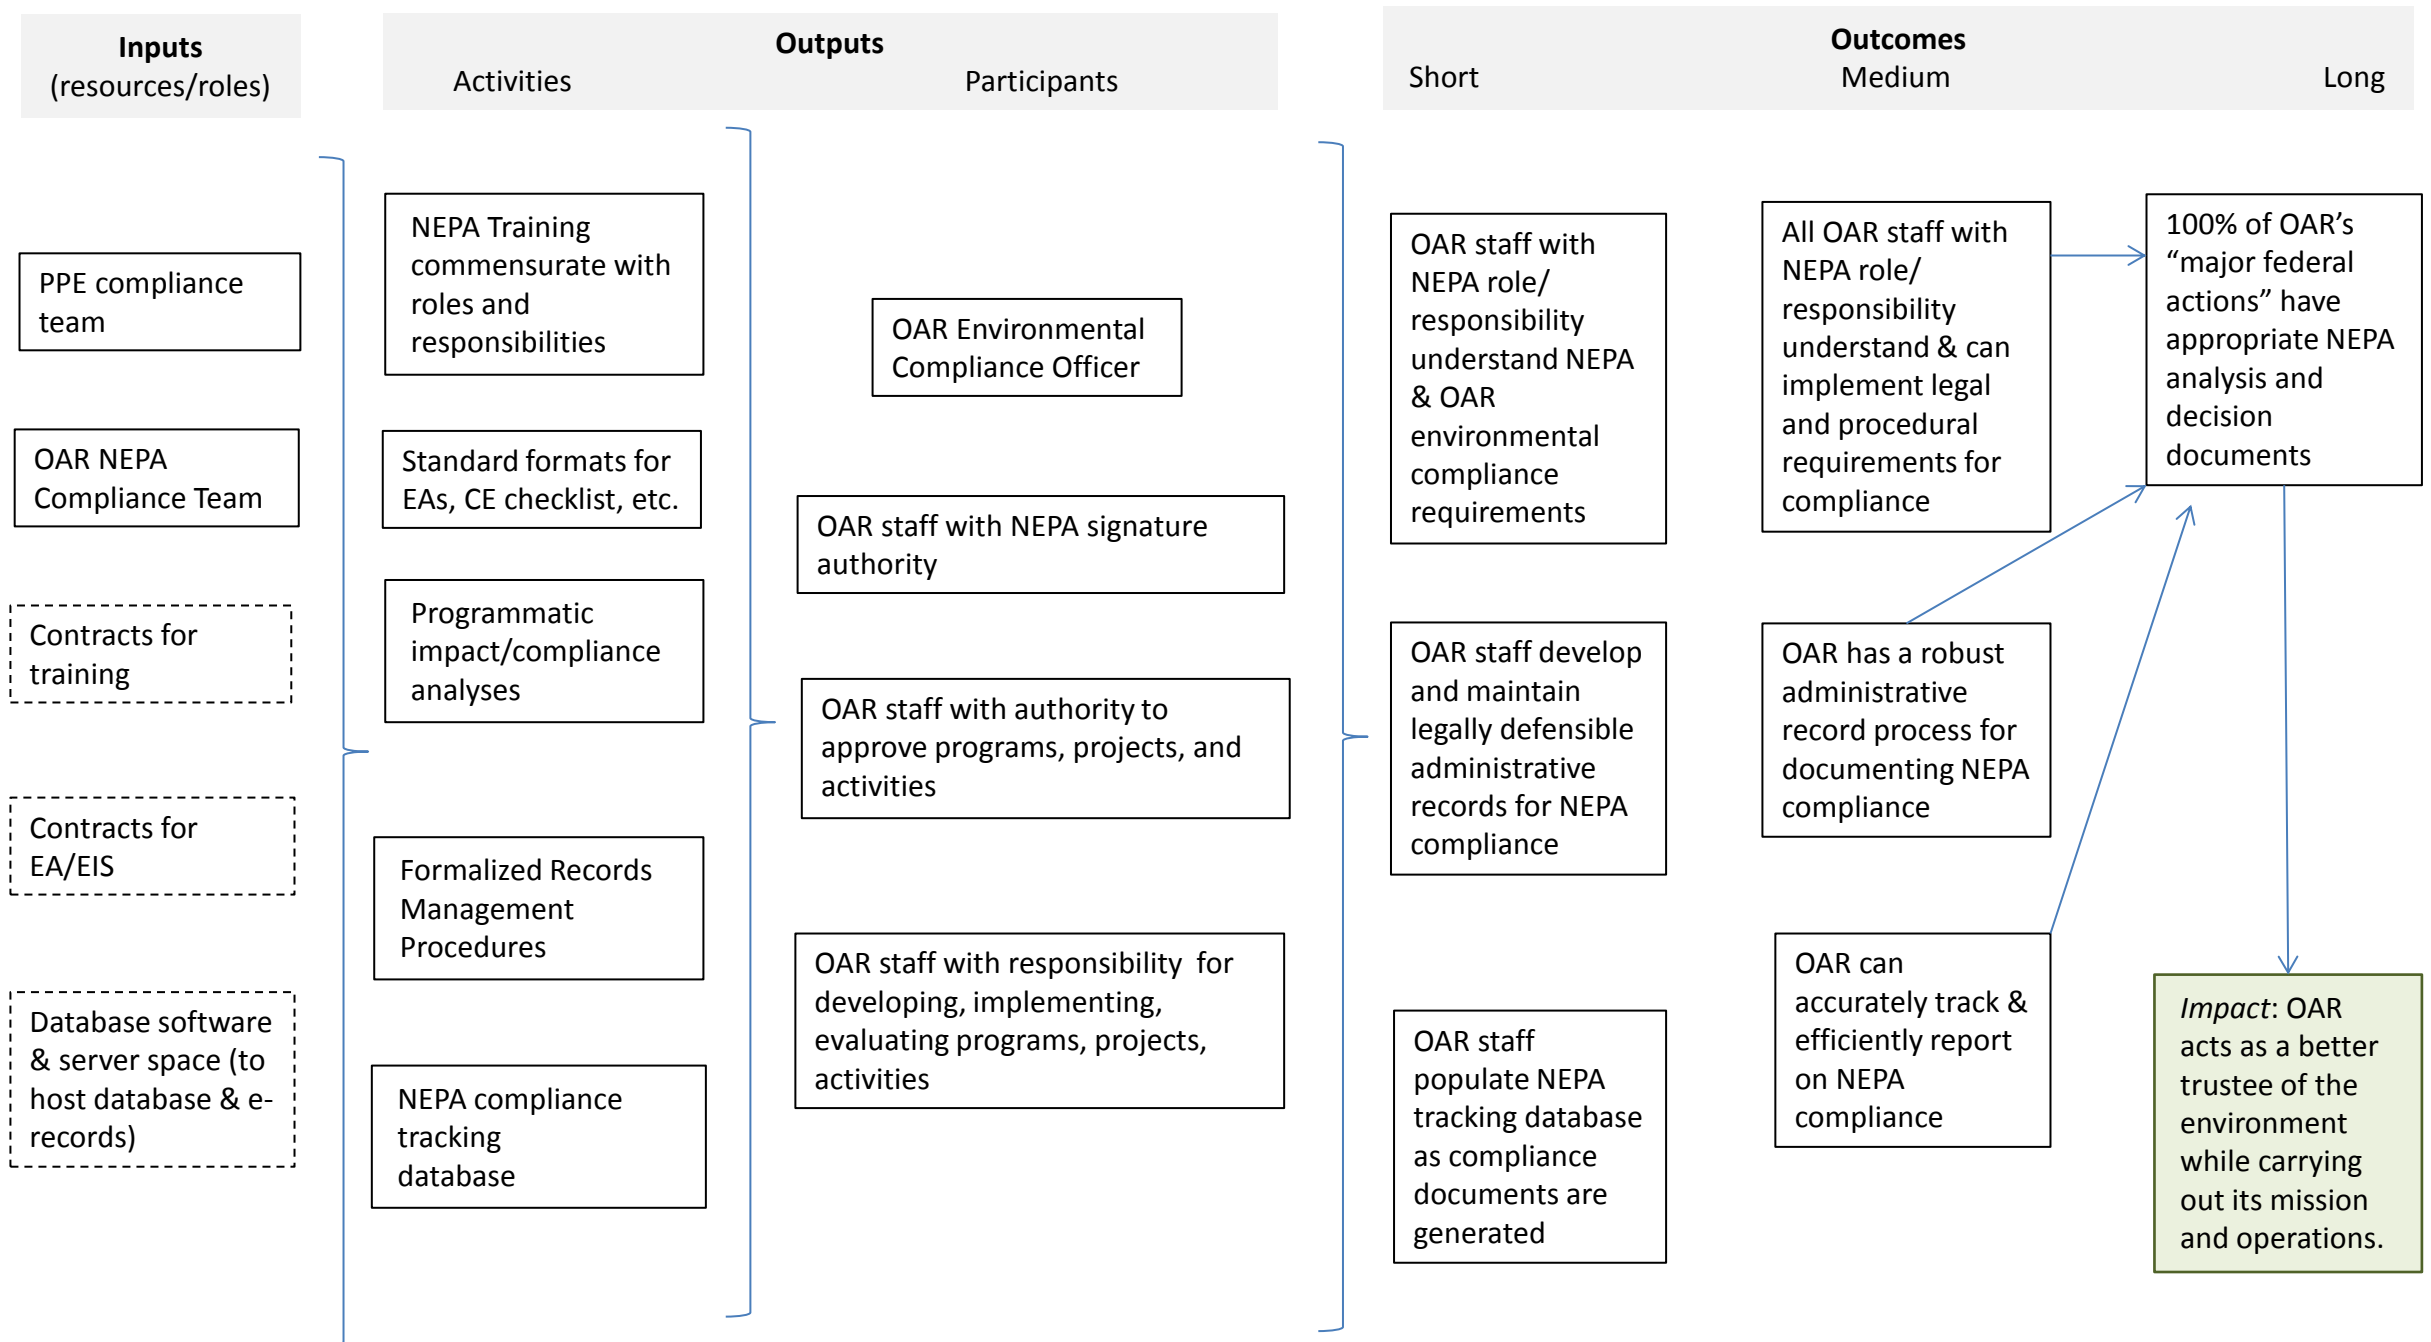 Inputs
(resources/roles)
Outputs
Activities
Participants
Outcomes
Short
Medium
Long
PPE compliance
team
OAR NEPA
Compliance Team
Contracts for
training
Contracts for
EA/EIS
Database software
& server space (to
host database & e-
records)
NEPA Training
commensurate with
roles and
responsibilities
Standard formats for
EAs, CE checklist, etc.
Programmatic
impact/compliance
analyses
Formalized Records
Management
Procedures
NEPA compliance
tracking
database
OAR Environmental
Compliance Officer
OAR staff with NEPA signature
authority
OAR staff with authority to
approve programs, projects, and
activities
OAR staff with responsibility for
developing, implementing,
evaluating programs, projects,
activities
OAR staff with
NEPA role/
responsibility
understand NEPA
& OAR
environmental
compliance
requirements
OAR staff develop
and maintain
legally defensible
administrative
records for NEPA
compliance
OAR staff
populate NEPA
tracking database
as compliance
documents are
generated
All OAR staff with
NEPA role/
responsibility
understand & can
implement legal
and procedural
requirements for
compliance
OAR has a robust
administrative
record process for
documenting NEPA
compliance
OAR can
accurately track &
efficiently report
on NEPA
compliance
100% of OAR’s
“major federal
actions” have
appropriate NEPA
analysis and
decision
documents
Impact: OAR
acts as a better
trustee of the
environment
while carrying
out its mission
and operations.